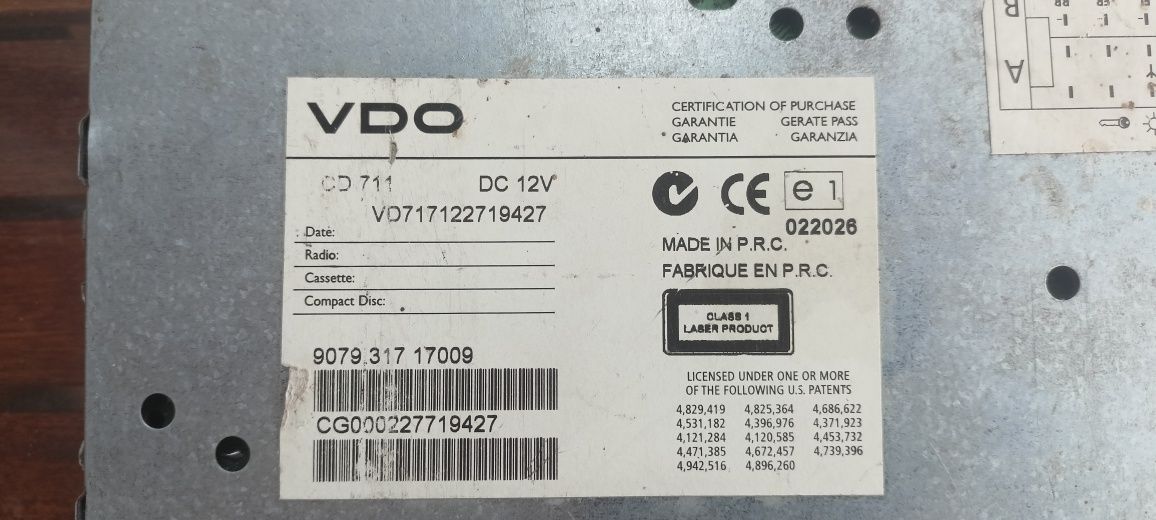 VDO
CERTIFICATION OF PURCHASE
GARANTIE GERATE PASS
GARANTIA GARANZIA
CD 711 DC 12V
VD717122719427
Date:
Radio:
Cassette:
Compact Disc:
CE e1
022026
MADE IN P.R.C.
FABRIQUE EN P.R.C.
CLASS 1
LASER PRODUCT
9079 317 17009
CG000227719427
LICENSED UNDER ONE OR MORE
OF THE FOLLOWING U.S. PATENTS
4,829,419 4,825,364 4,686,622
4,531,182 4,396,976 4,371,923
4,121,284 4,120,585 4,453,732
4,471,385 4,672,457 4,739,396
4,942,516 4,896,260
B
A